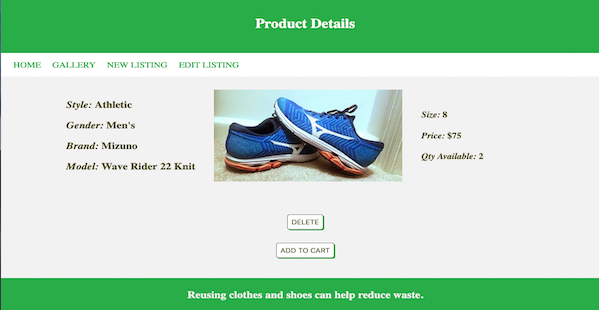 Product Details
HOME GALLERY NEW LISTING EDIT LISTING
Style: Athletic
Gender: Men's
Brand: Mizuno
Model: Wave Rider 22 Knit
Size: 8
Price: $75
Qty Available: 2
DELETE
ADD TO CART
Reusing clothes and shoes can help reduce waste.